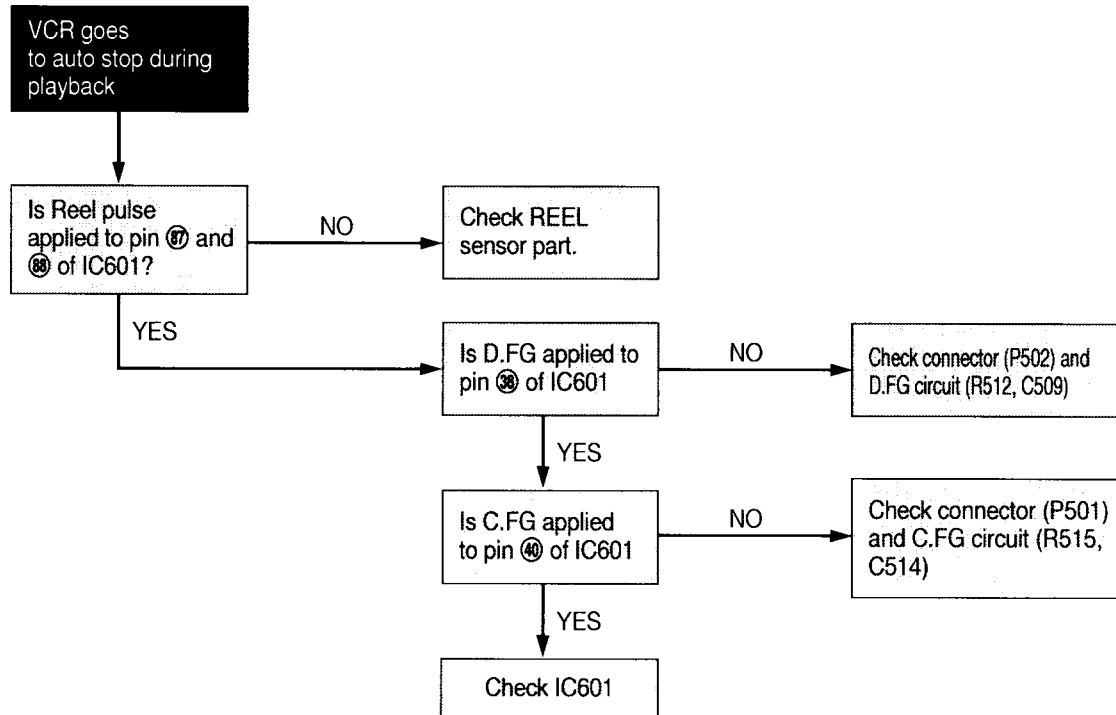 VCR goes
to auto stop during
playback
Is Reel pulse
applied to pin 87 and
88 of IC601?
NO
Check REEL
sensor part.
YES
Is D.FG applied to
pin 38 of IC601
NO
Check connector (P502) and
D.FG circuit (R512, C509)
YES
Is C.FG applied
to pin 40 of IC601
NO
Check connector (P501)
and C.FG circuit (R515,
C514)
YES
Check IC601